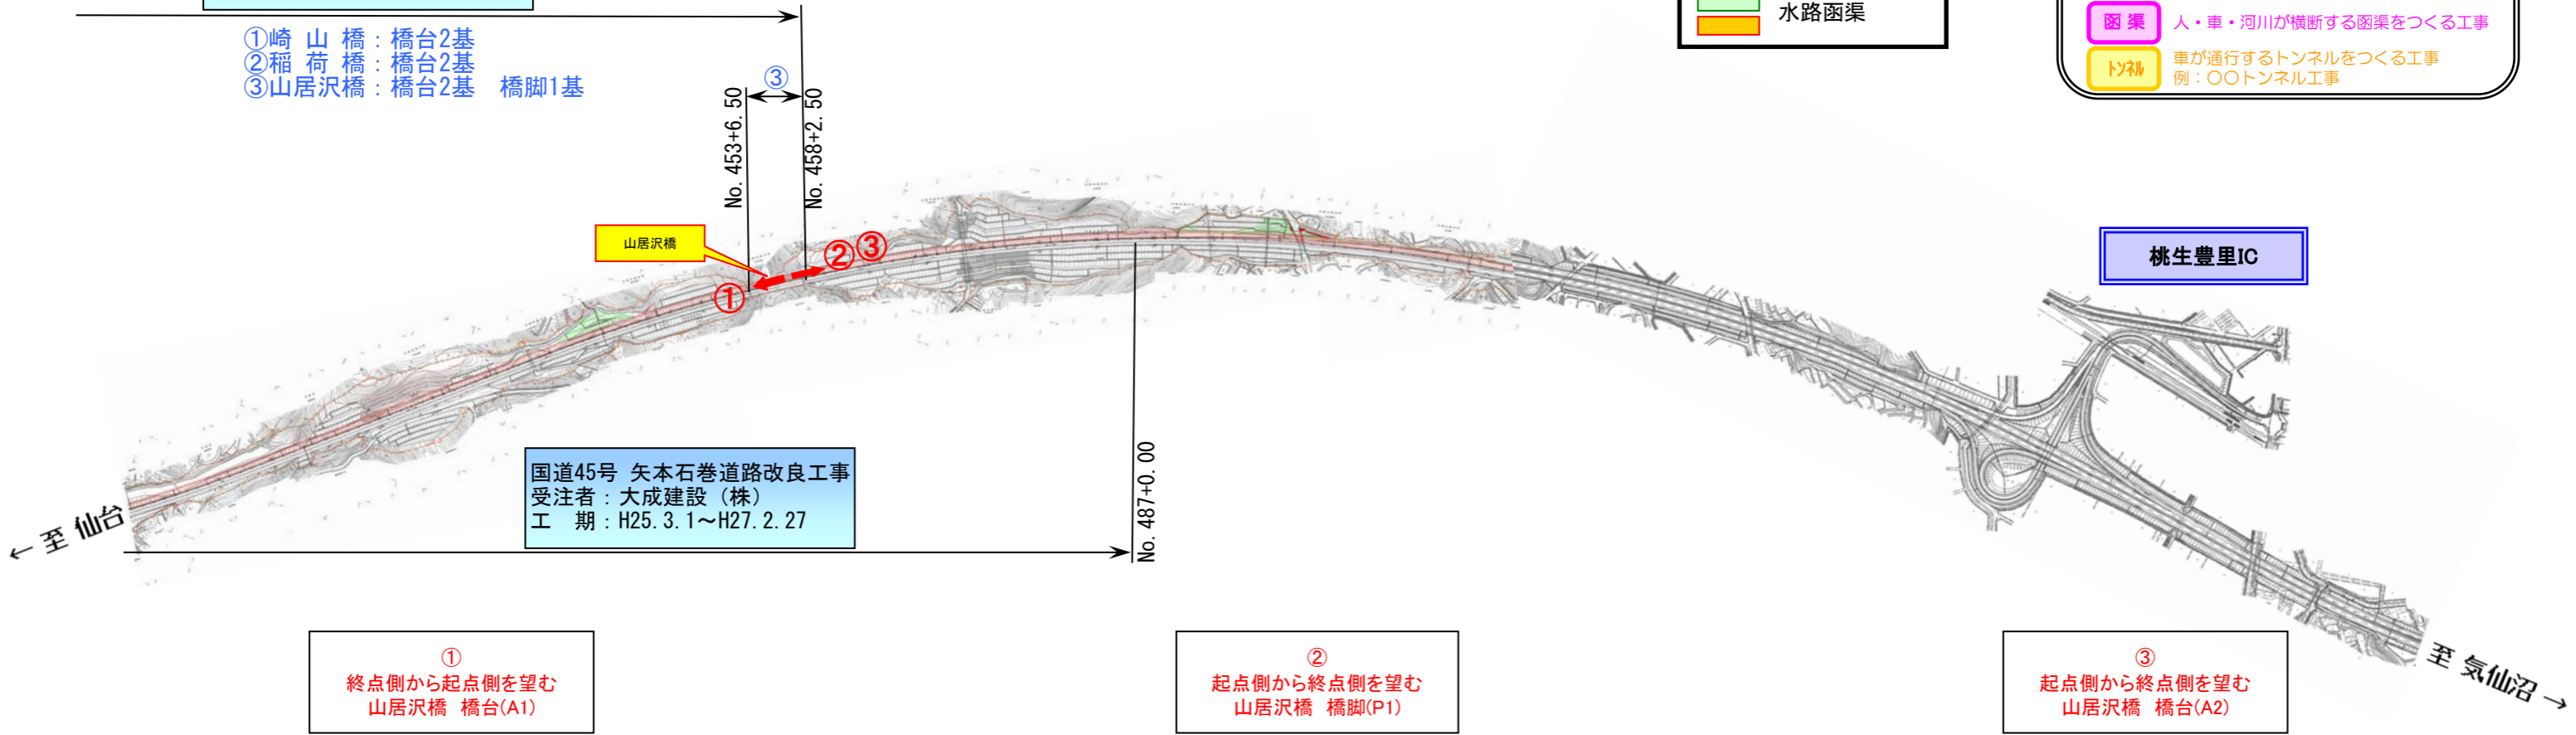 ①崎 山 橋：橋台2基
②稲 荷 橋：橋台2基
③山居沢橋：橋台2基　橋脚1基
水路函渠
函 渠
人・車・河川が横断する函渠をつくる工事
トンネル
車が通行するトンネルをつくる工事
例：〇〇トンネル工事
③
No. 453+6. 50
No. 458+2. 50
山居沢橋
①
②③
桃生豊里IC
国道45号 矢本石巻道路改良工事
受注者：大成建設（株）
工　期：H25. 3. 1～H27. 2. 27
No. 487+0. 00
←至 仙台
至 気仙沼→
①
終点側から起点側を望む
山居沢橋 橋台(A1)
②
起点側から終点側を望む
山居沢橋 橋脚(P1)
③
起点側から終点側を望む
山居沢橋 橋台(A2)